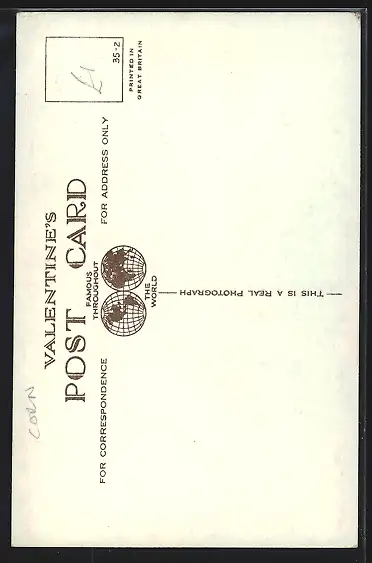 VALENTINE'S
POST CARD
FAMOUS
THROUGHOUT
THE
WORLD
FOR CORRESPONDENCE
FOR ADDRESS ONLY
THIS IS A REAL PHOTOGRAPH
35-2
PRINTED IN
GREAT BRITAIN
£1
CORN